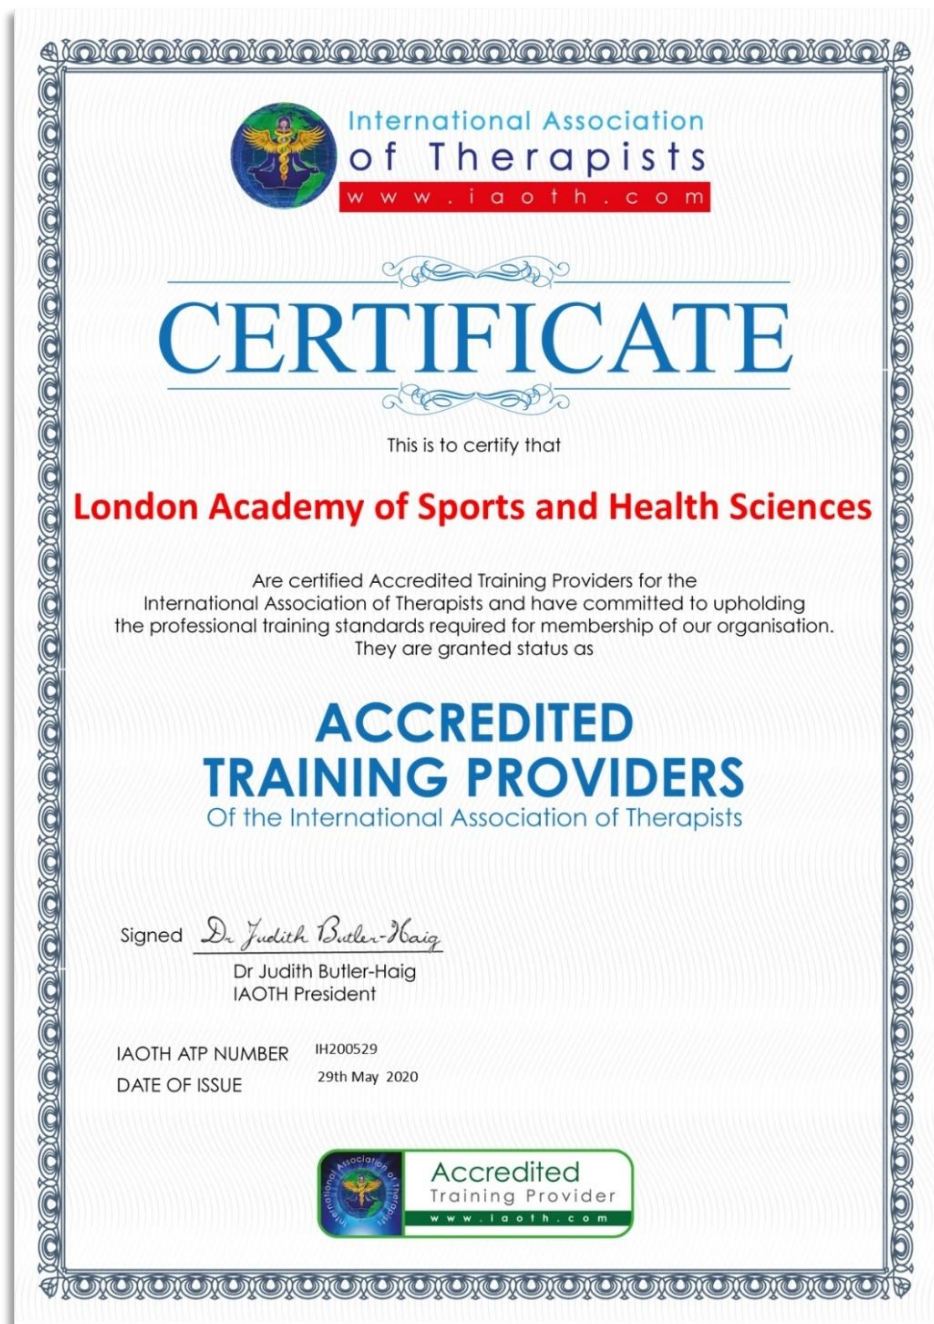 International Association
of Therapists
www.iaoth.com
CERTIFICATE
This is to certify that
London Academy of Sports and Health Sciences
Are certified Accredited Training Providers for the
International Association of Therapists and have committed to upholding
the professional training standards required for membership of our organisation.
They are granted status as
ACCREDITED
TRAINING PROVIDERS
Of the International Association of Therapists
Signed Dr Judith Butler-Haig
Dr Judith Butler-Haig
IAOTH President
IAOTH ATP NUMBER IH200529
DATE OF ISSUE 29th May 2020
International Association of Therapists
Accredited
Training Provider
www.iaoth.com